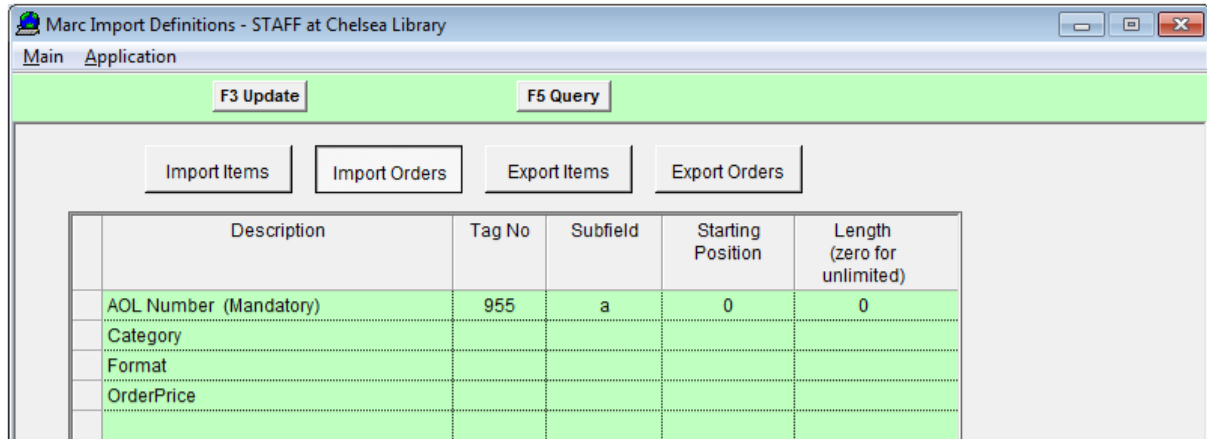 Marc Import Definitions - STAFF at Chelsea Library
Main Application
F3 Update F5 Query
Import Items Import Orders Export Items Export Orders
Description Tag No Subfield Starting Position Length (zero for unlimited)
AOL Number (Mandatory) 955 a 0 0
Category
Format
OrderPrice